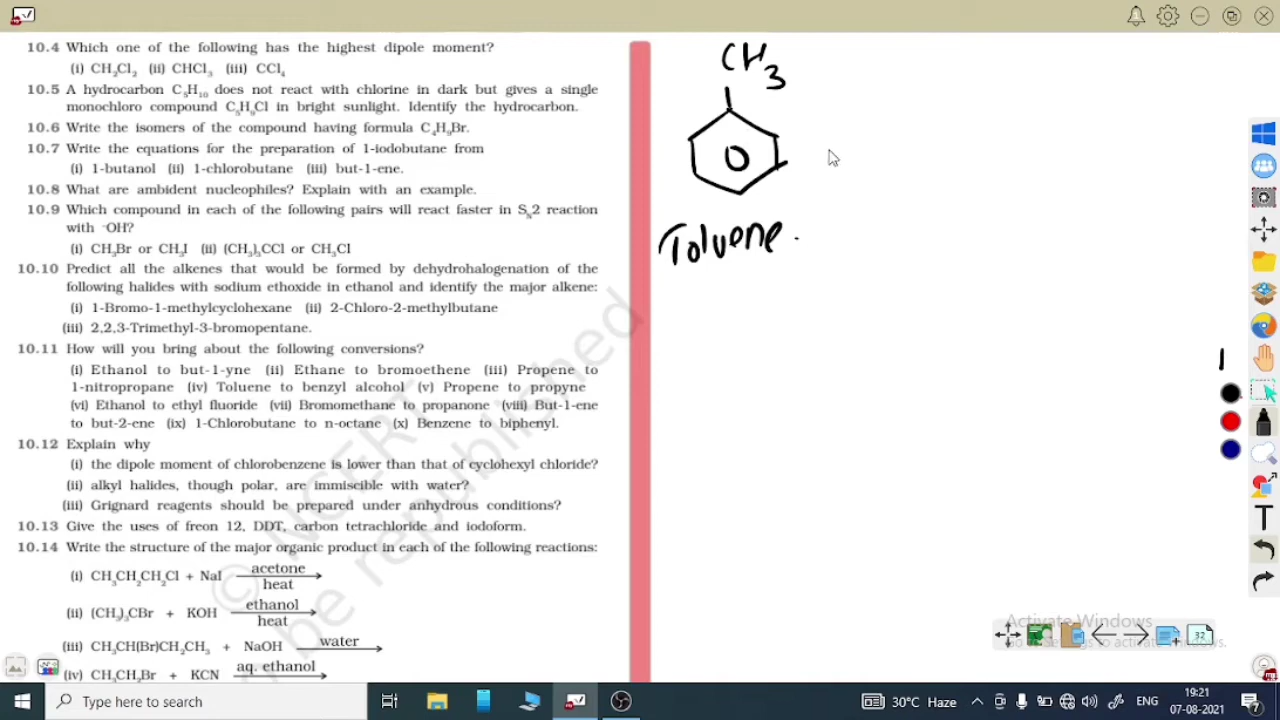 10.4 Which one of the following has the highest dipole moment?
(i) CH₂Cl₂ (ii) CHCl₃ (iii) CCl₄
10.5 A hydrocarbon C₅H₁₀ does not react with chlorine in dark but gives a single
monochloro compound C₅H₉Cl in bright sunlight. Identify the hydrocarbon.
10.6 Write the isomers of the compound having formula C₄H₉Br.
10.7 Write the equations for the preparation of 1-iodobutane from
(i) 1-butanol (ii) 1-chlorobutane (iii) but-1-ene.
10.8 What are ambident nucleophiles? Explain with an example.
10.9 Which compound in each of the following pairs will react faster in SN2 reaction
with ⁻OH?
(i) CH₃Br or CH₃I (ii) (CH₃)₃CCl or CH₃Cl
10.10 Predict all the alkenes that would be formed by dehydrohalogenation of the
following halides with sodium ethoxide in ethanol and identify the major alkene:
(i) 1-Bromo-1-methylcyclohexane (ii) 2-Chloro-2-methylbutane
(iii) 2,2,3-Trimethyl-3-bromopentane.
10.11 How will you bring about the following conversions?
(i) Ethanol to but-1-yne (ii) Ethane to bromoethene (iii) Propene to
1-nitropropane (iv) Toluene to benzyl alcohol (v) Propene to propyne
(vi) Ethanol to ethyl fluoride (vii) Bromomethane to propanone (viii) But-1-ene
to but-2-ene (ix) 1-Chlorobutane to n-octane (x) Benzene to biphenyl.
10.12 Explain why
(i) the dipole moment of chlorobenzene is lower than that of cyclohexyl chloride?
(ii) alkyl halides, though polar, are immiscible with water?
(iii) Grignard reagents should be prepared under anhydrous conditions?
10.13 Give the uses of freon 12, DDT, carbon tetrachloride and iodoform.
10.14 Write the structure of the major organic product in each of the following reactions:
(i) CH₃CH₂CH₂Cl + NaI acetone heat
(ii) (CH₃)₃CBr + KOH ethanol heat
(iii) CH₃CH(Br)CH₂CH₃ + NaOH water
(iv) CH₃CH₂Br + KCN aq. ethanol
© NCERT
be republished
CH₃
Toluene.
1
T
32
Activate Windows
Go to Settings to activate Windows.
Type here to search
30°C Haze
ENG
19:21
07-08-2021
7